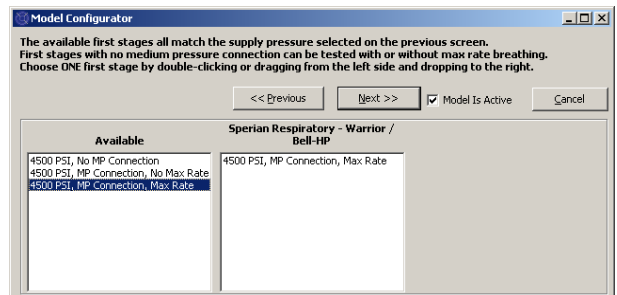 Model Configurator
The available first stages all match the supply pressure selected on the previous screen.
First stages with no medium pressure connection can be tested with or without max rate breathing.
Choose ONE first stage by double-clicking or dragging from the left side and dropping to the right.
<< Previous Next >> Model Is Active Cancel
Available
Sperian Respiratory - Warrior /
Bell-HP
4500 PSI, No MP Connection
4500 PSI, MP Connection, No Max Rate
4500 PSI, MP Connection, Max Rate
4500 PSI, MP Connection, Max Rate